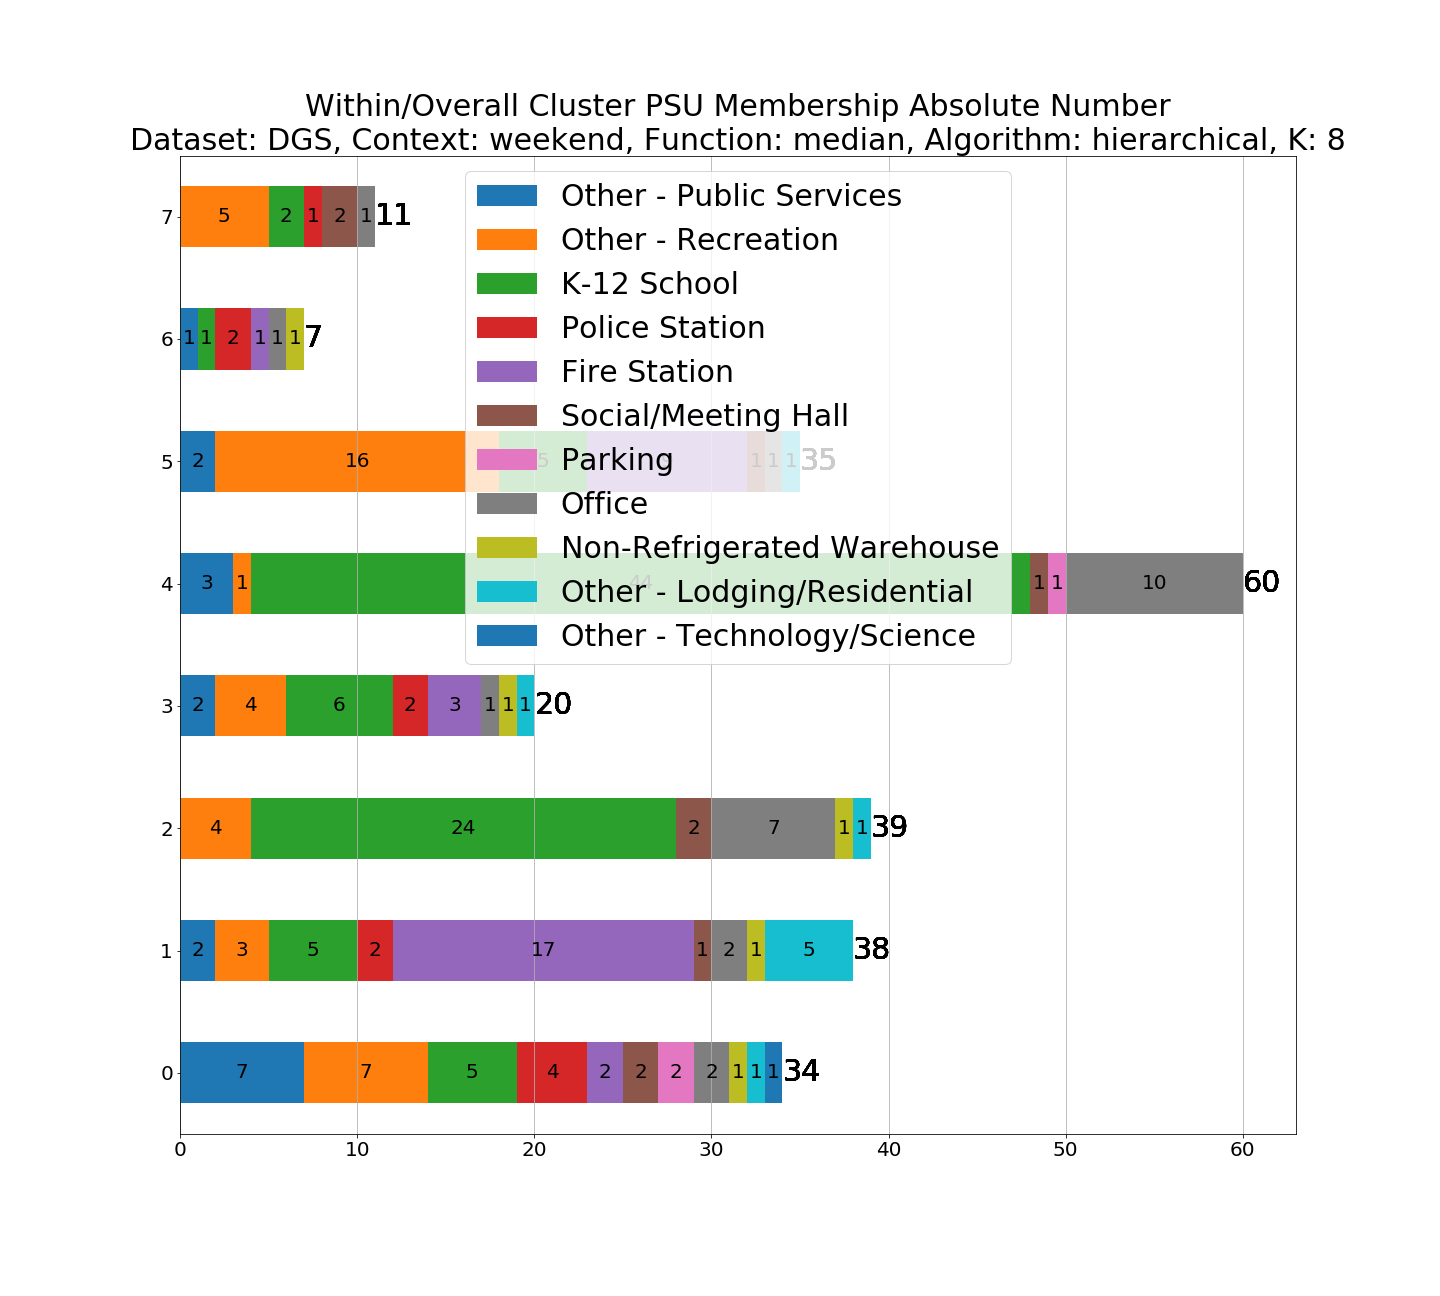 Within/Overall Cluster PSU Membership Absolute Number
Dataset: DGS, Context: weekend, Function: median, Algorithm: hierarchical, K: 8
Other - Public Services
Other - Recreation
K-12 School
Police Station
Fire Station
Social/Meeting Hall
Parking
Office
Non-Refrigerated Warehouse
Other - Lodging/Residential
Other - Technology/Science
7 5 2 1 2 1 11
6 1 1 2 1 1 1 7
5 2 16 5 1 1 1 35
4 3 1 44 1 1 10 60
3 2 4 6 2 3 1 1 1 20
2 4 24 2 7 1 1 39
1 2 3 5 2 17 1 2 1 5 38
0 7 7 5 4 2 2 2 2 1 1 1 34
0 10 20 30 40 50 60